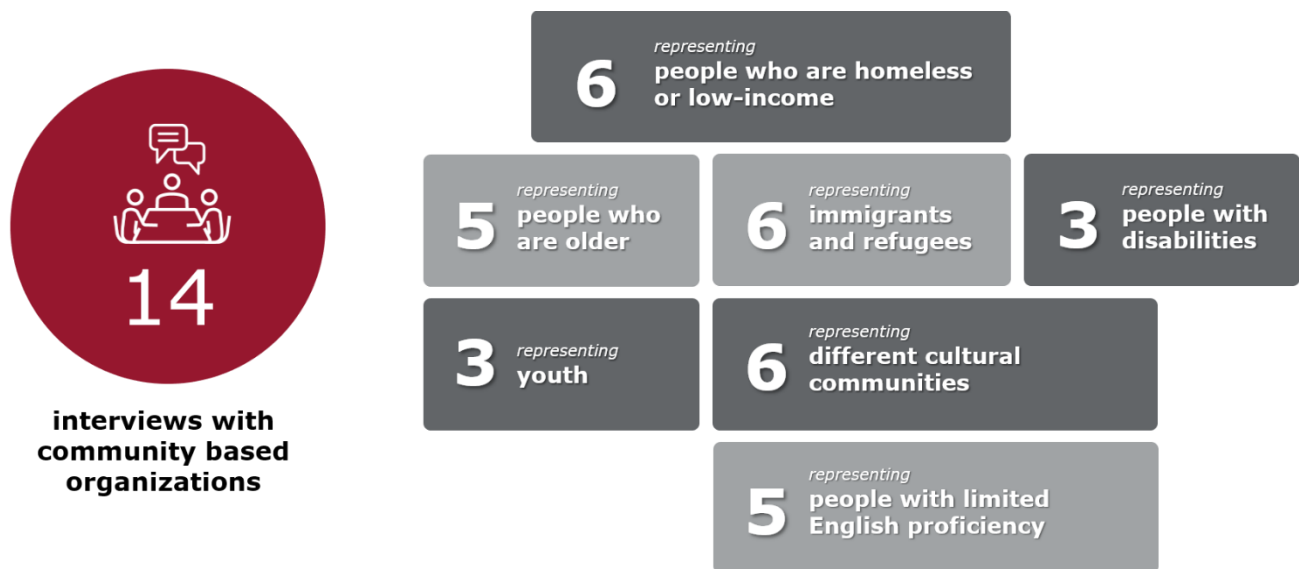 14
interviews with
community based
organizations
6
representing
people who are homeless
or low-income
5
representing
people who
are older
6
representing
immigrants
and refugees
3
representing
people with
disabilities
3
representing
youth
6
representing
different cultural
communities
5
representing
people with limited
English proficiency